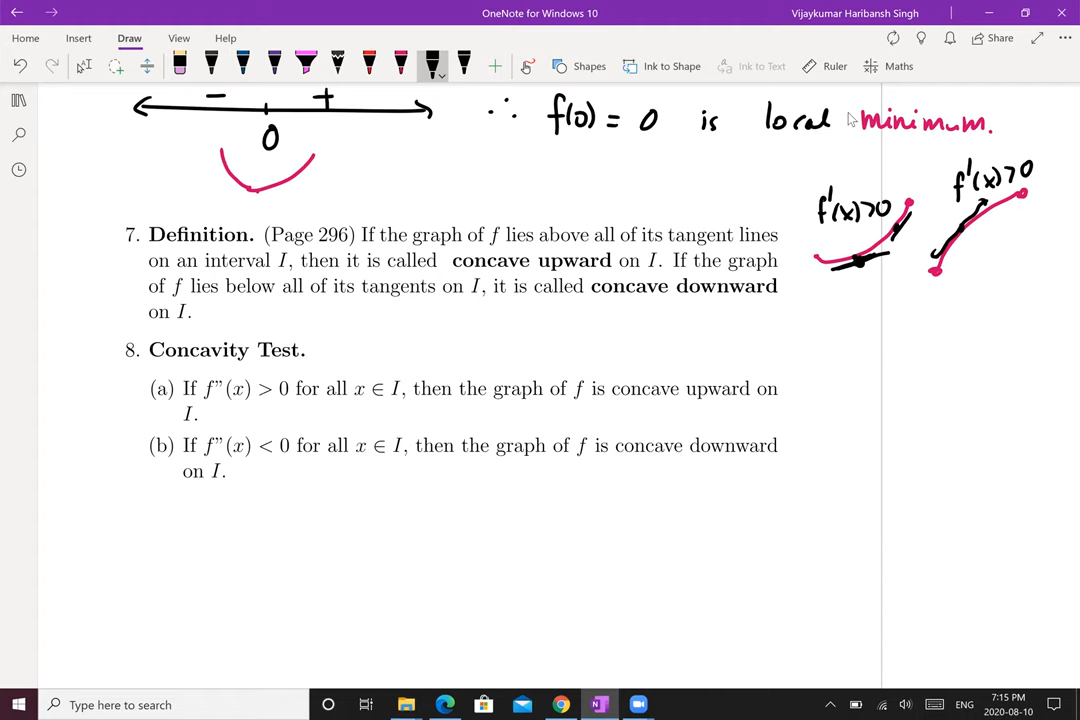 OneNote for Windows 10
Vijaykumar Haribansh Singh
Home Insert Draw View Help
Share
Shapes Ink to Shape Ink to Text Ruler Maths
− +
0
∴ f(0) = 0 is local minimum.
f'(x)>0 f'(x)>0
7. Definition. (Page 296) If the graph of f lies above all of its tangent lines
on an interval I, then it is called concave upward on I. If the graph
of f lies below all of its tangents on I, it is called concave downward
on I.
8. Concavity Test.
(a) If f”(x) > 0 for all x ∈ I, then the graph of f is concave upward on
I.
(b) If f”(x) < 0 for all x ∈ I, then the graph of f is concave downward
on I.
Type here to search
ENG
7:15 PM
2020-08-10